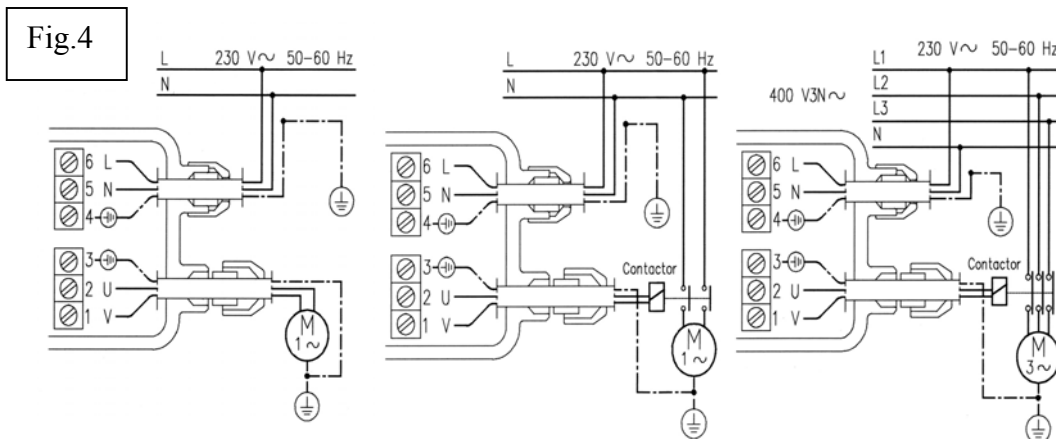 Fig.4
L 230 V~ 50-60 Hz
N
6 L
5 N
4
3
2 U
1 V
M
1~
L 230 V~ 50-60 Hz
N
6 L
5 N
4
3
2 U
1 V
Contactor
M
1~
230 V~ 50-60 Hz
L1
L2
400 V3N~
L3
N
6 L
5 N
4
3
2 U
1 V
Contactor
M
3~